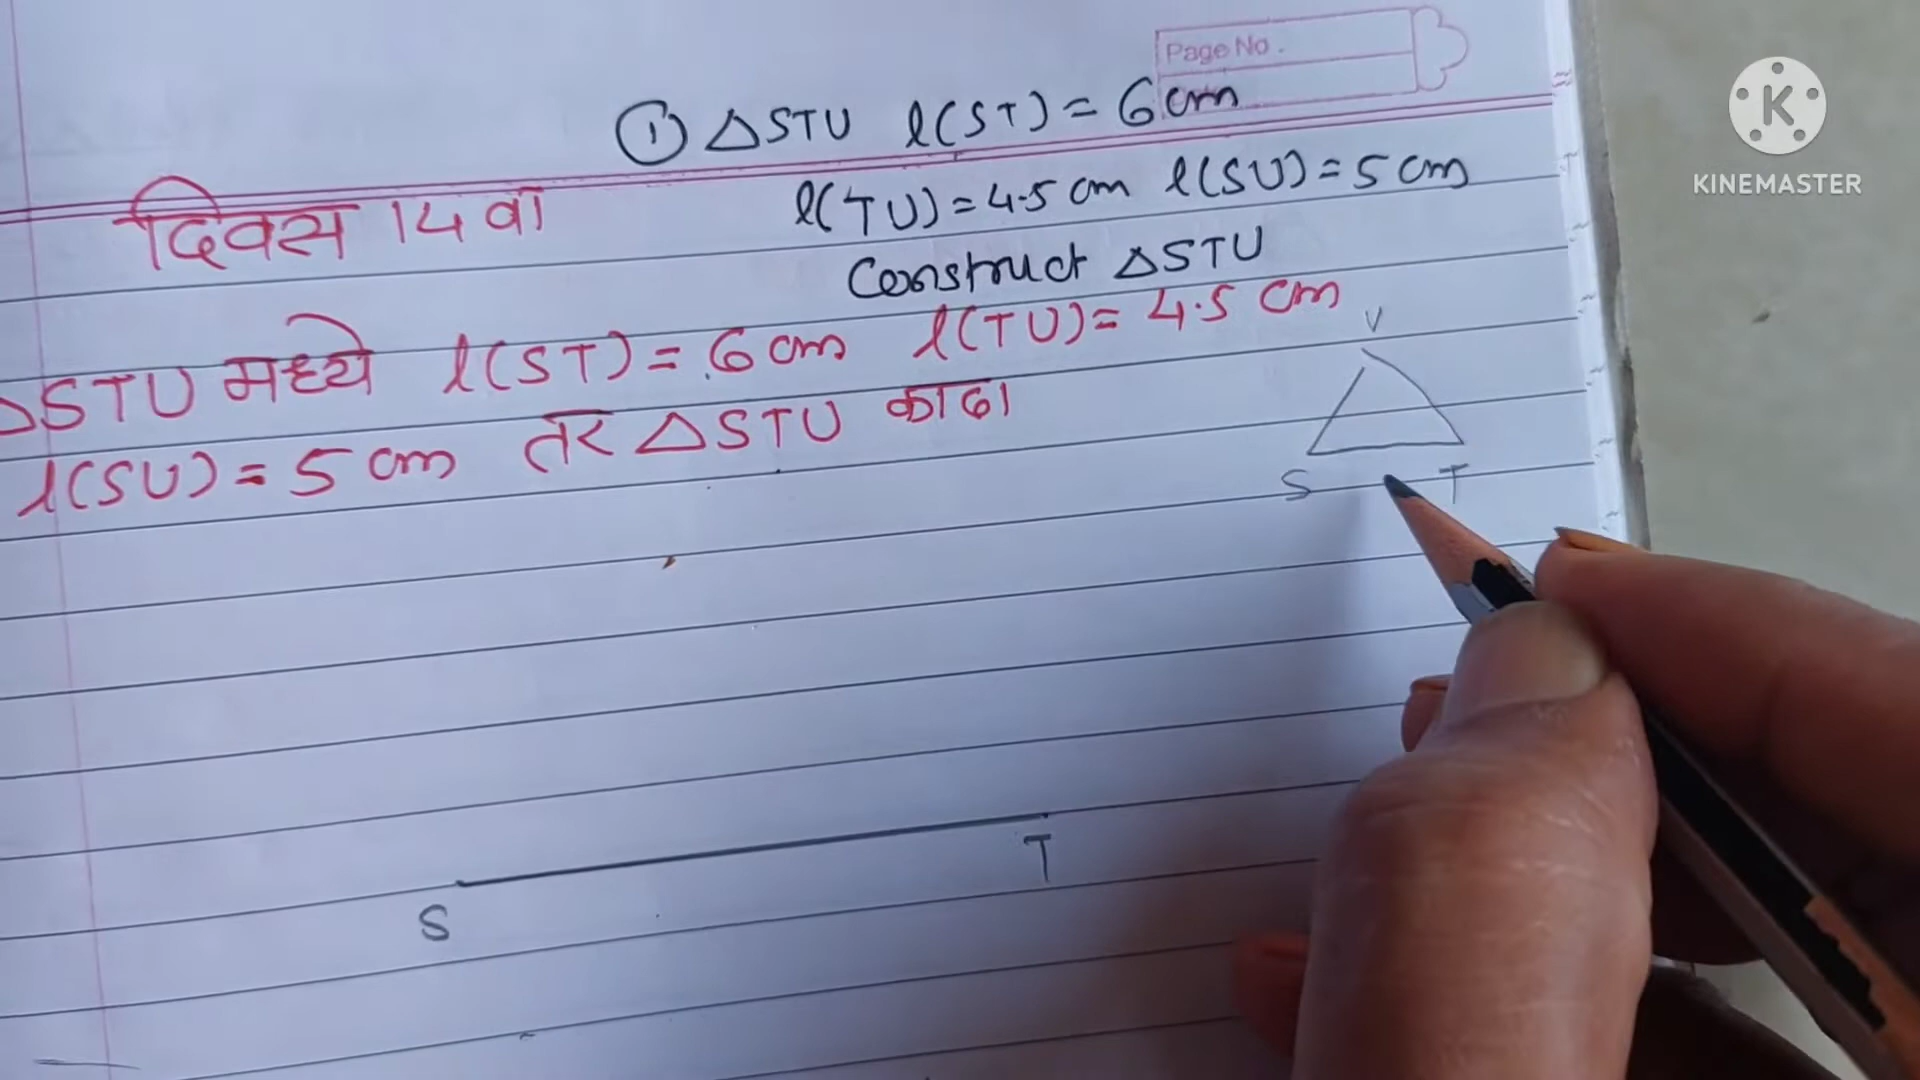 Page No.
① △STU l(ST) = 6 cm
l(TU) = 4.5 cm l(SU) = 5 cm
Construct △STU
दिवस 14 वा
△STU मध्ये l(ST) = 6 cm l(TU) = 4.5 cm
l(SU) = 5 cm तर △STU काढा
U
S T
S T
K
KINEMASTER